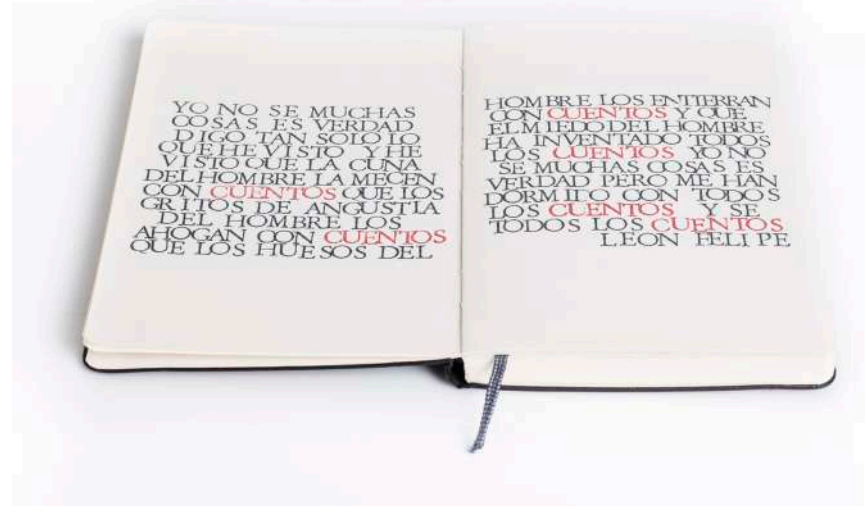 YO NO SE MUCHAS
COSAS ES VERDAD
DIGO TAN SOLO LO
QUE HE VISTO Y HE
VISTO QUE LA CUNA
DEL HOMBRE LA MECEN
CON CUENTOS QUE LOS
GRITOS DE ANGUSTIA
DEL HOMBRE LOS
AHOGAN CON CUENTOS
QUE LOS HUESOS DEL
HOMBRE LOS ENTIERRAN
CON CUENTOS Y QUE
EL MIEDO DEL HOMBRE
HA INVENTADO TODOS
LOS CUENTOS YO NO
SE MUCHAS COSAS ES
VERDAD PERO ME HAN
DORMIDO CON TODOS
LOS CUENTOS Y SE
TODOS LOS CUENTOS
LEON FELIPE